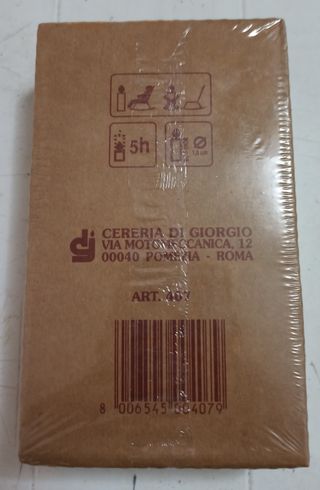 5h
Ø
CERERIA DI GIORGIO
VIA MOTOMECCANICA, 12
00040 POMEZIA - ROMA
ART. 407
8 006545 004079